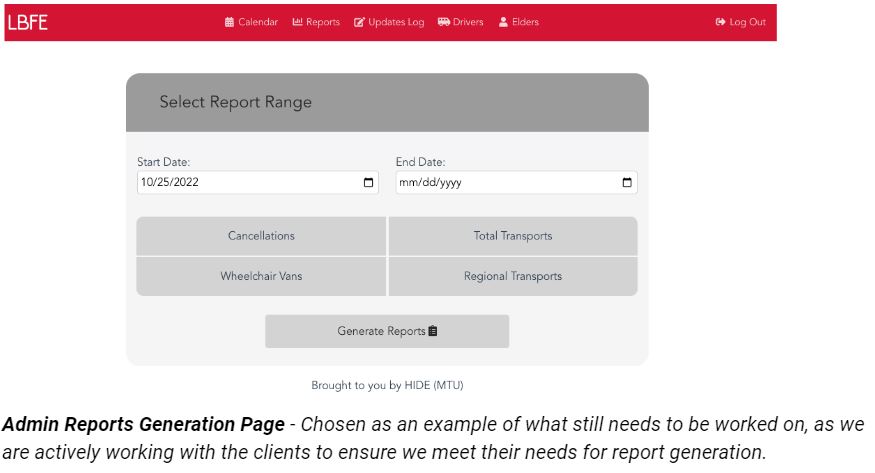 LBFE Calendar Reports Updates Log Drivers Elders Log Out
Select Report Range
Start Date: End Date:
10/25/2022 mm/dd/yyyy
Cancellations Total Transports
Wheelchair Vans Regional Transports
Generate Reports
Brought to you by HIDE (MTU)
Admin Reports Generation Page - Chosen as an example of what still needs to be worked on, as we
are actively working with the clients to ensure we meet their needs for report generation.